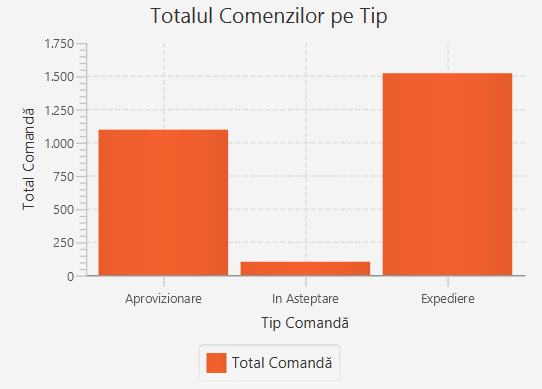 Totalul Comenzilor pe Tip
Total Comandă
1.750
1.500
1.250
1.000
750
500
250
0
Aprovizionare
In Asteptare
Expediere
Tip Comandă
Total Comandă